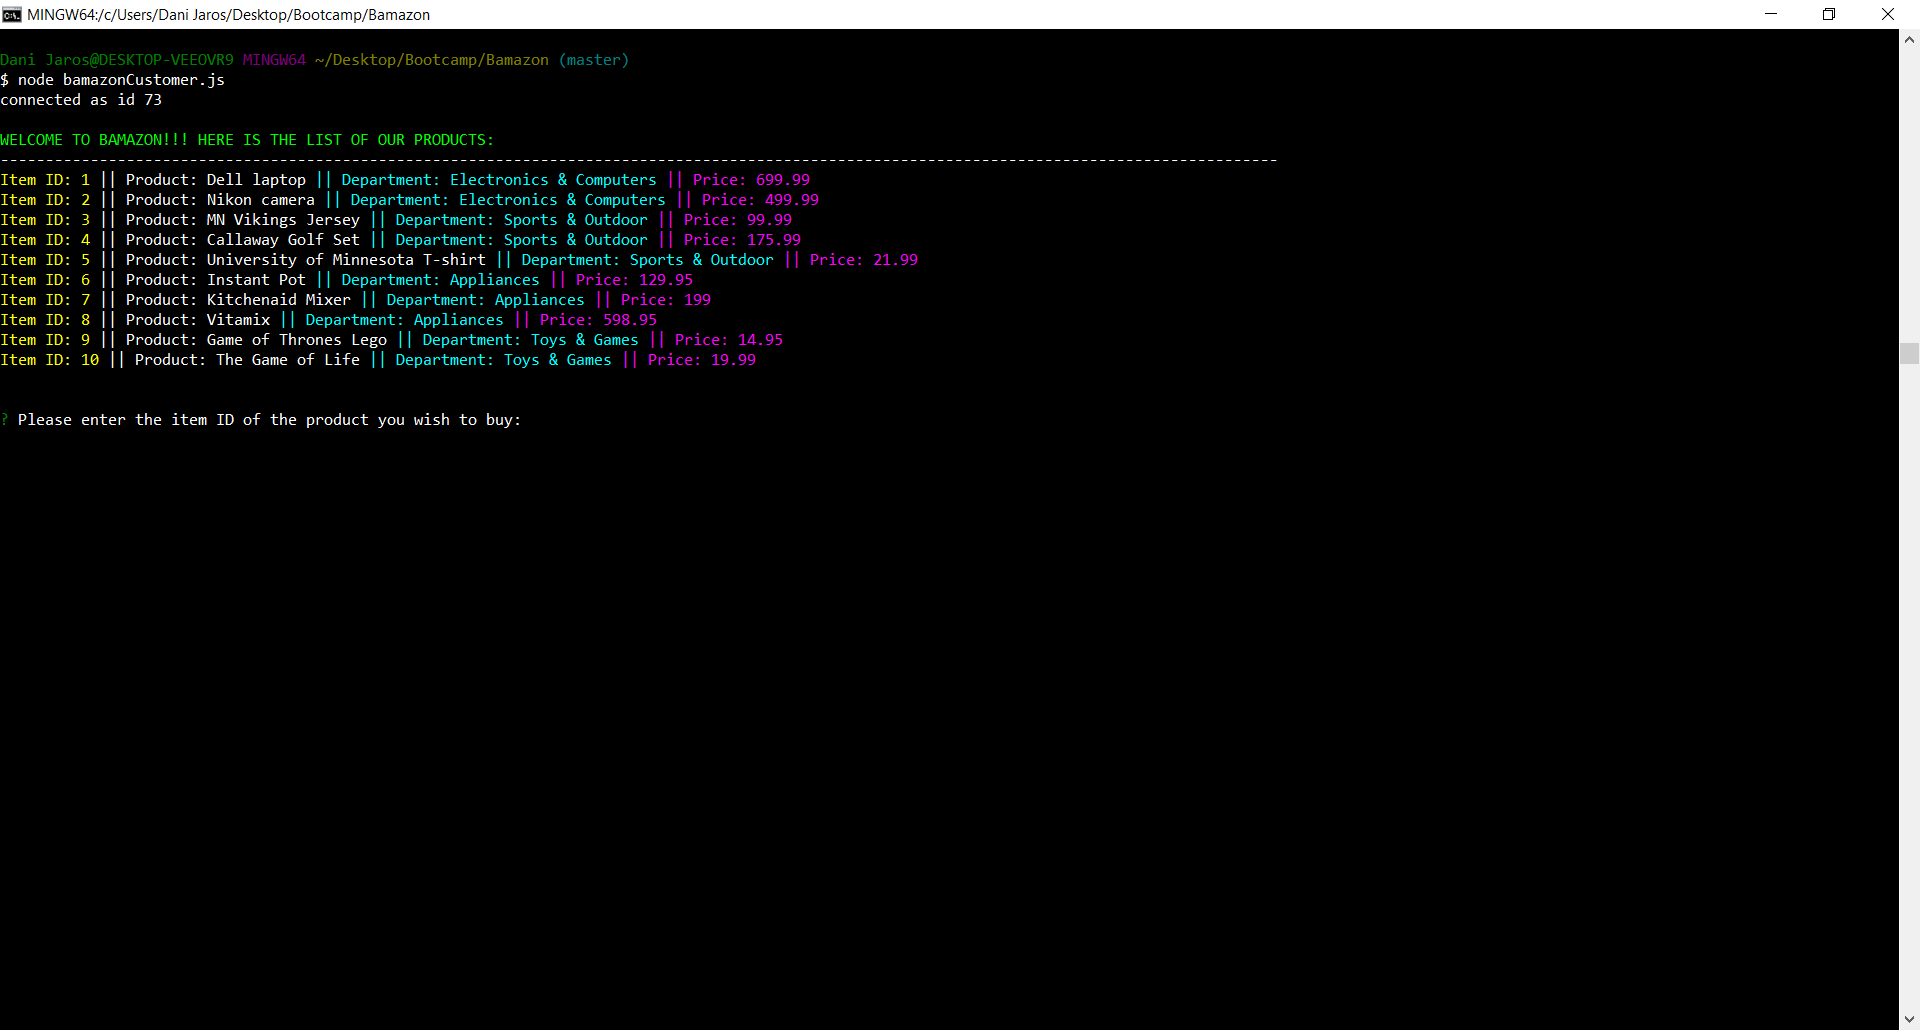 MINGW64:/c/Users/Dani Jaros/Desktop/Bootcamp/Bamazon
Dani Jaros@DESKTOP-VEEOVR9 MINGW64 ~/Desktop/Bootcamp/Bamazon (master)
$ node bamazonCustomer.js
connected as id 73
WELCOME TO BAMAZON!!! HERE IS THE LIST OF OUR PRODUCTS:
----------------------------------------------------------------------------------------------------------------------------------------------
Item ID: 1 || Product: Dell laptop || Department: Electronics & Computers || Price: 699.99
Item ID: 2 || Product: Nikon camera || Department: Electronics & Computers || Price: 499.99
Item ID: 3 || Product: MN Vikings Jersey || Department: Sports & Outdoor || Price: 99.99
Item ID: 4 || Product: Callaway Golf Set || Department: Sports & Outdoor || Price: 175.99
Item ID: 5 || Product: University of Minnesota T-shirt || Department: Sports & Outdoor || Price: 21.99
Item ID: 6 || Product: Instant Pot || Department: Appliances || Price: 129.95
Item ID: 7 || Product: Kitchenaid Mixer || Department: Appliances || Price: 199
Item ID: 8 || Product: Vitamix || Department: Appliances || Price: 598.95
Item ID: 9 || Product: Game of Thrones Lego || Department: Toys & Games || Price: 14.95
Item ID: 10 || Product: The Game of Life || Department: Toys & Games || Price: 19.99
? Please enter the item ID of the product you wish to buy: